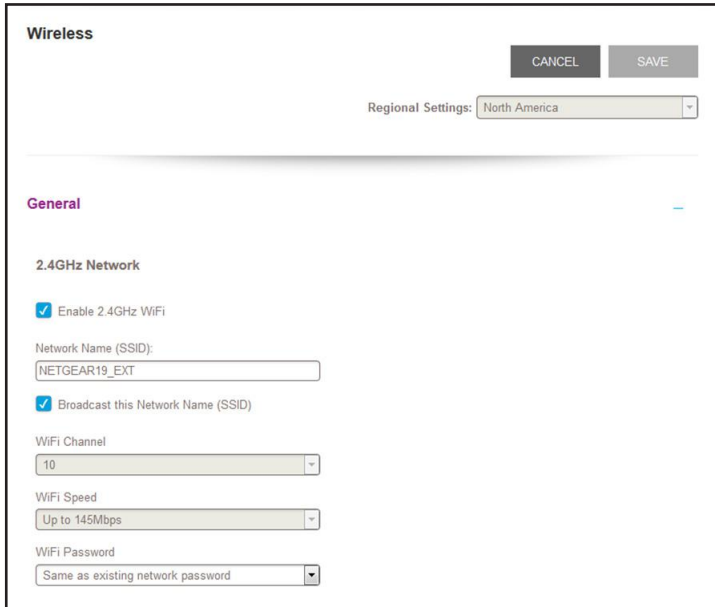 Wireless
CANCEL SAVE
Regional Settings: North America
General
2.4GHz Network
Enable 2.4GHz WiFi
Network Name (SSID):
NETGEAR19_EXT
Broadcast this Network Name (SSID)
WiFi Channel
10
WiFi Speed
Up to 145Mbps
WiFi Password
Same as existing network password